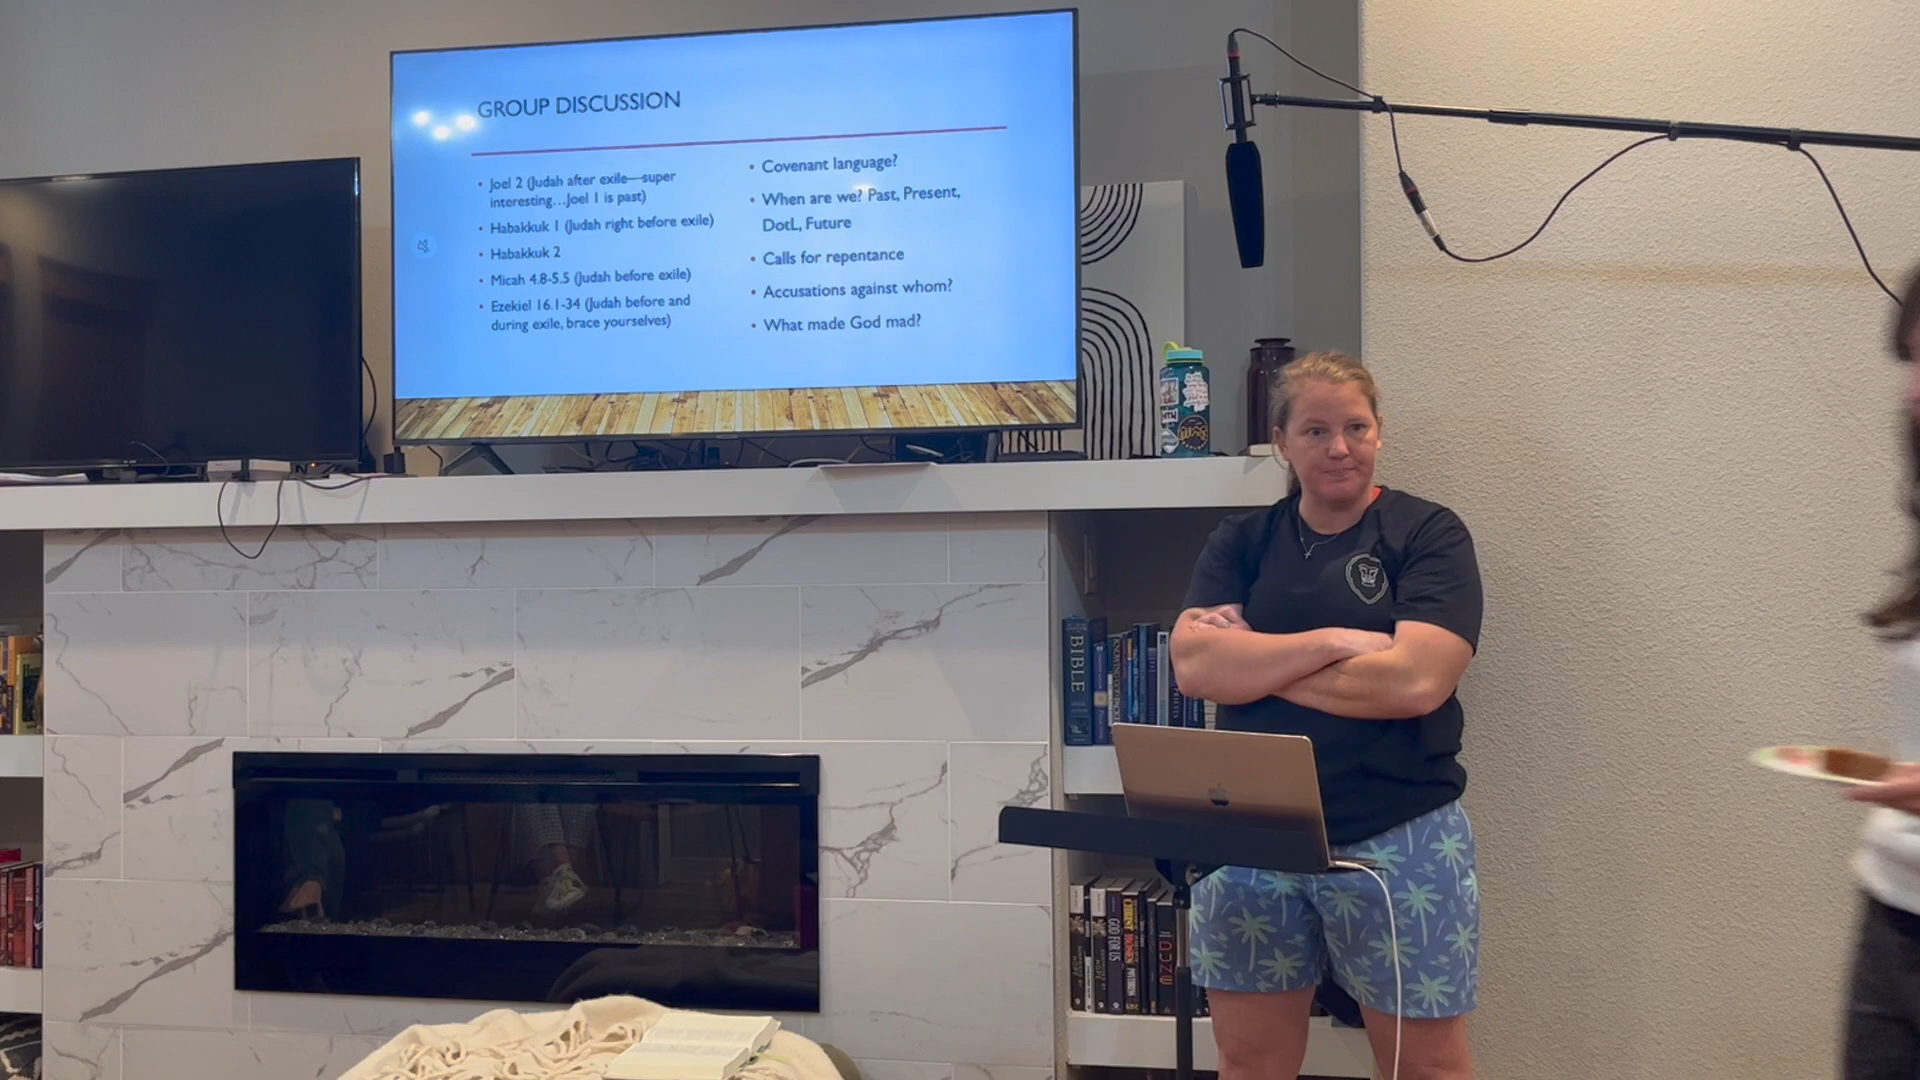 GROUP DISCUSSION
• Joel 2 (Judah after exile—super
interesting...Joel 1 is past)
• Habakkuk 1 (Judah right before exile)
• Habakkuk 2
• Micah 4.8-5.5 (Judah before exile)
• Ezekiel 16.1-34 (Judah before and
during exile, brace yourselves)
• Covenant language?
• When are we? Past, Present,
DotL, Future
• Calls for repentance
• Accusations against whom?
• What made God mad?
BIBLE
GOD FOR US